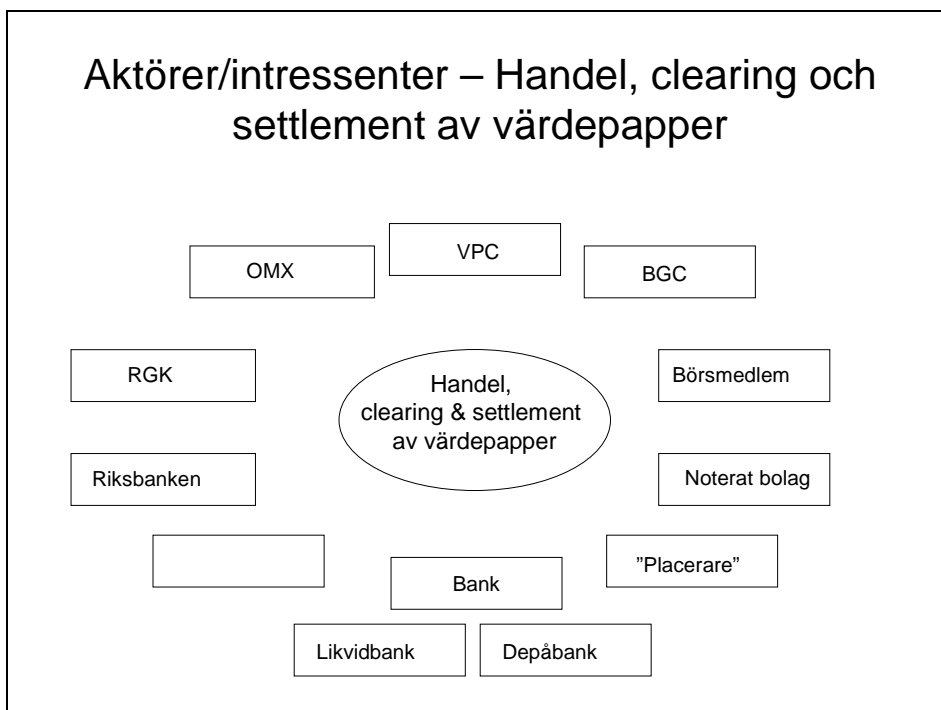 Aktörer/intressenter – Handel, clearing och
settlement av värdepapper
VPC
OMX
BGC
RGK
Börsmedlem
Handel,
clearing & settlement
av värdepapper
Riksbanken
Noterat bolag
”Placerare”
Bank
Likvidbank
Depåbank